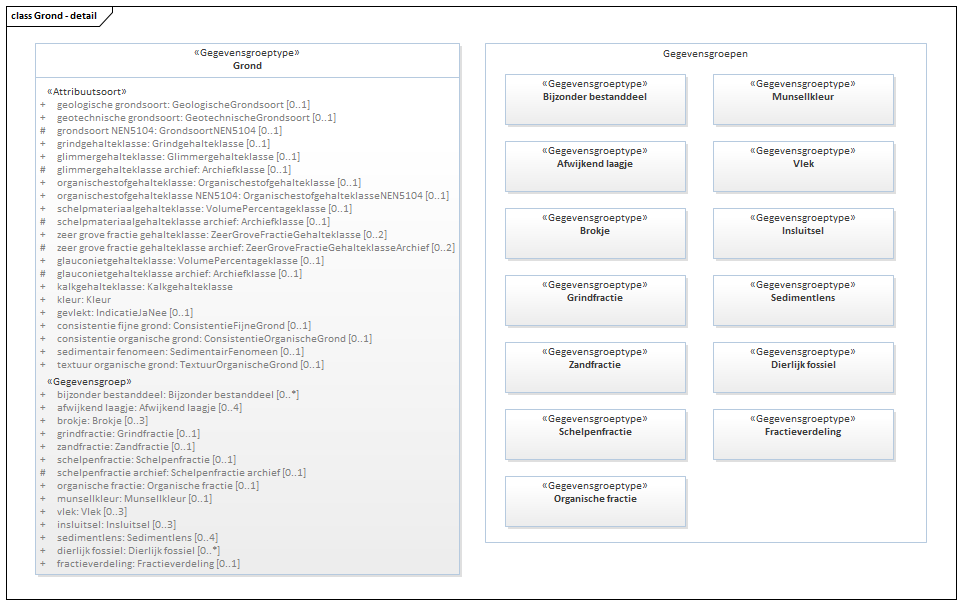 class Grond - detail
«Gegevensgroeptype»
Grond
«Attribuutsoort»
+ geologische grondsoort: GeologischeGrondsoort [0..1]
+ geotechnische grondsoort: GeotechnischeGrondsoort [0..1]
# grondsoort NEN5104: GrondsoortNEN5104 [0..1]
+ grindgehalteklasse: Grindgehalteklasse [0..1]
+ glimmergehalteklasse: Glimmergehalteklasse [0..1]
# glimmergehalteklasse archief: Archiefklasse [0..1]
+ organischestofgehalteklasse: Organischestofgehalteklasse [0..1]
+ organischestofgehalteklasse NEN5104: OrganischestofgehalteklasseNEN5104 [0..1]
+ schelpmateriaalgehalteklasse: VolumePercentageklasse [0..1]
# schelpmateriaalgehalteklasse archief: Archiefklasse [0..1]
+ zeer grove fractie gehalteklasse: ZeerGroveFractieGehalteklasse [0..2]
# zeer grove fractie gehalteklasse archief: ZeerGroveFractieGehalteklasseArchief [0..2]
+ glauconietgehalteklasse: VolumePercentageklasse [0..1]
# glauconietgehalteklasse archief: Archiefklasse [0..1]
+ kalkgehalteklasse: Kalkgehalteklasse
+ kleur: Kleur
+ gevlekt: IndicatieJaNee [0..1]
+ consistentie fijne grond: ConsistentieFijneGrond [0..1]
+ consistentie organische grond: ConsistentieOrganischeGrond [0..1]
+ sedimentair fenomeen: SedimentairFenomeen [0..1]
+ textuur organische grond: TextuurOrganischeGrond [0..1]
«Gegevensgroep»
+ bijzonder bestanddeel: Bijzonder bestanddeel [0..*]
+ afwijkend laagje: Afwijkend laagje [0..4]
+ brokje: Brokje [0..3]
+ grindfractie: Grindfractie [0..1]
+ zandfractie: Zandfractie [0..1]
+ schelpenfractie: Schelpenfractie [0..1]
# schelpenfractie archief: Schelpenfractie archief [0..1]
+ organische fractie: Organische fractie [0..1]
+ munsellkleur: Munsellkleur [0..1]
+ vlek: Vlek [0..3]
+ insluitsel: Insluitsel [0..3]
+ sedimentlens: Sedimentlens [0..4]
+ dierlijk fossiel: Dierlijk fossiel [0..*]
+ fractieverdeling: Fractieverdeling [0..1]
Gegevensgroepen
«Gegevensgroeptype»
Bijzonder bestanddeel
«Gegevensgroeptype»
Munsellkleur
«Gegevensgroeptype»
Afwijkend laagje
«Gegevensgroeptype»
Vlek
«Gegevensgroeptype»
Brokje
«Gegevensgroeptype»
Insluitsel
«Gegevensgroeptype»
Grindfractie
«Gegevensgroeptype»
Sedimentlens
«Gegevensgroeptype»
Zandfractie
«Gegevensgroeptype»
Dierlijk fossiel
«Gegevensgroeptype»
Schelpenfractie
«Gegevensgroeptype»
Fractieverdeling
«Gegevensgroeptype»
Organische fractie